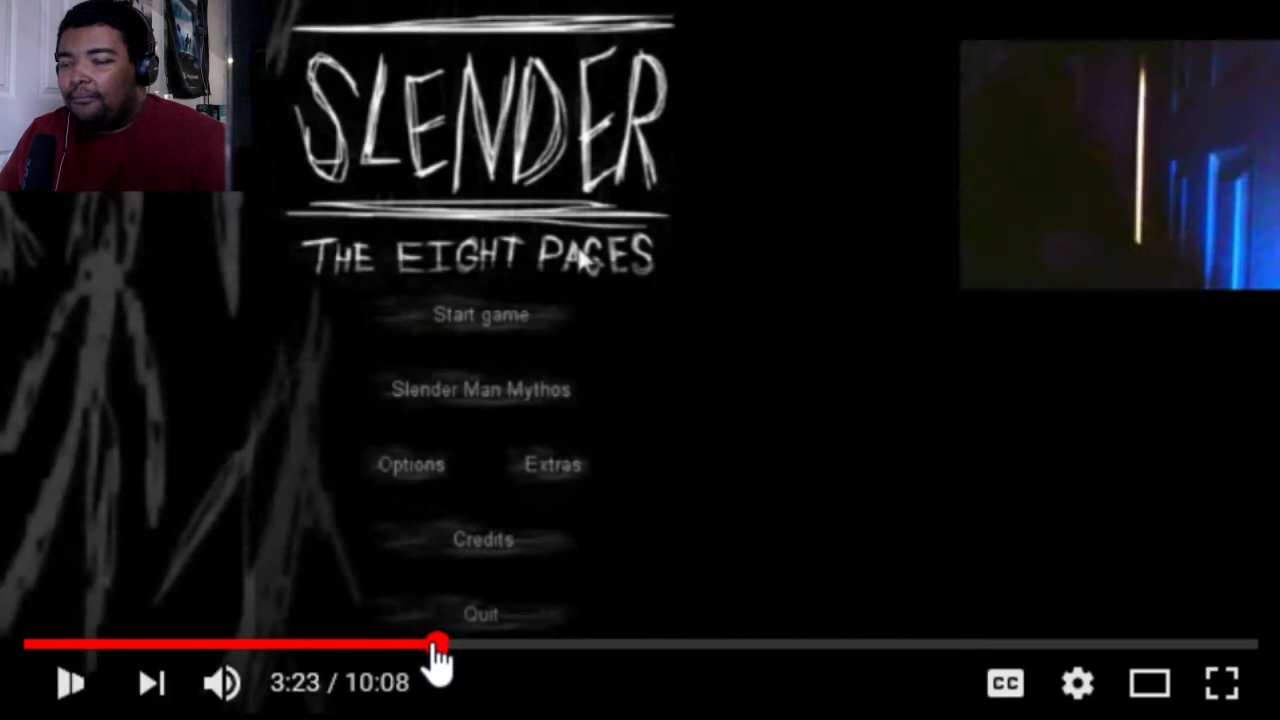 SLENDER
THE EIGHT PAGES
Start game
Slender Man Mythos
Options Extras
Credits
Quit
3:23 / 10:08
CC